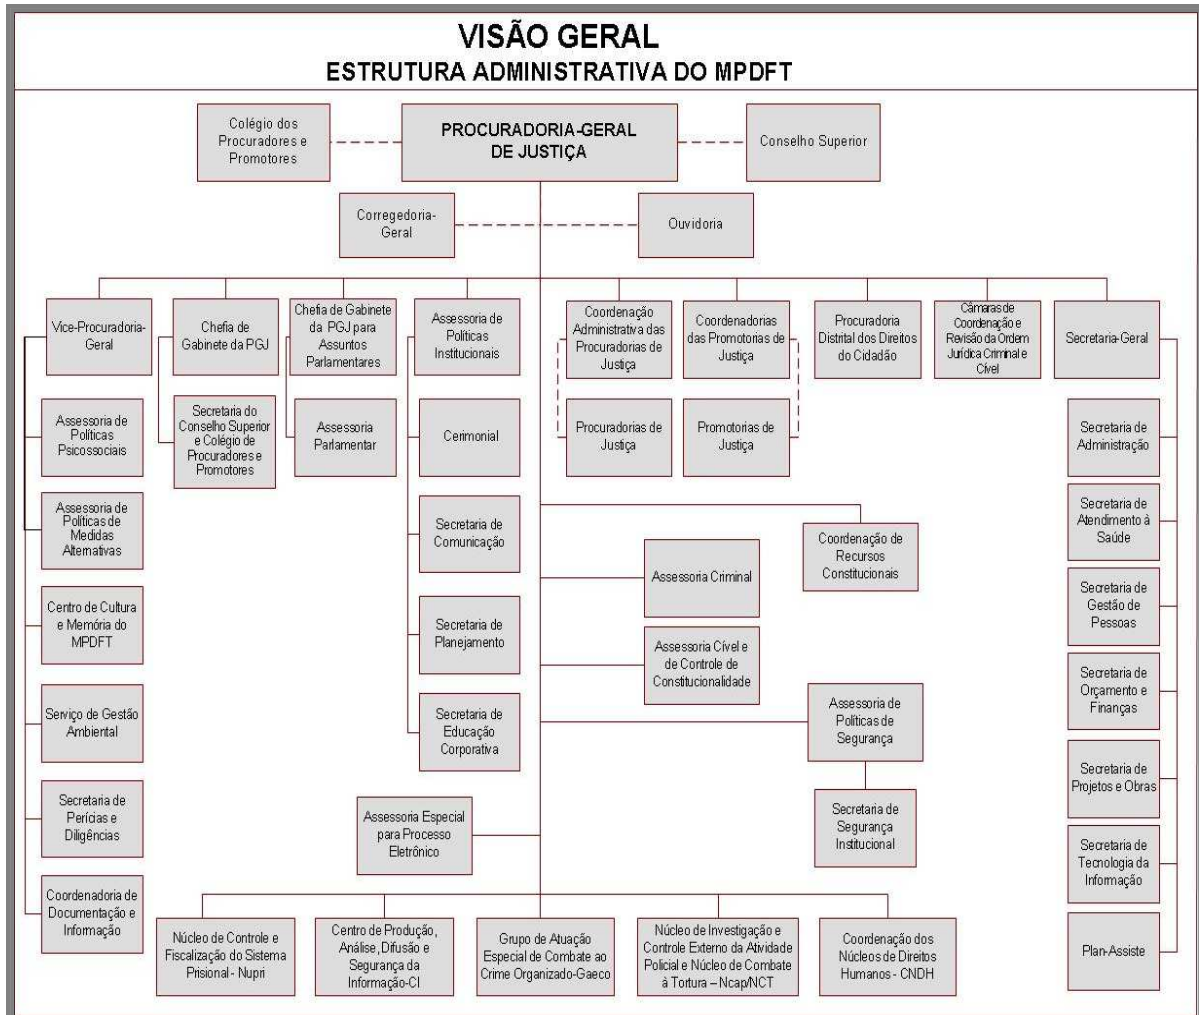 VISÃO GERAL
ESTRUTURA ADMINISTRATIVA DO MPDFT
Colégio dos
Procuradores e
Promotores
PROCURADORIA-GERAL
DE JUSTIÇA
Conselho Superior
Corregedoria-
Geral
Ouvidoria
Vice-Procuradoria-
Geral
Chefia de
Gabinete da PGJ
Chefia de Gabinete
da PGJ para
Assuntos
Parlamentares
Assessoria de
Políticas
Institucionais
Coordenação
Administrativa das
Procuradorias de
Justiça
Coordenadorias
das Promotorias de
Justiça
Procuradoria
Distrital dos Direitos
do Cidadão
Câmaras de
Coordenação e
Revisão da Ordem
Jurídica Criminal e
Cível
Secretaria-Geral
Assessoria de
Políticas
Psicossociais
Secretaria do
Conselho Superior
e Colégio de
Procuradores e
Promotores
Assessoria
Parlamentar
Cerimonial
Procuradorias de
Justiça
Promotorias de
Justiça
Secretaria de
Administração
Assessoria de
Políticas de
Medidas
Alternativas
Secretaria de
Comunicação
Coordenação de
Recursos
Constitucionais
Secretaria de
Atendimento à
Saúde
Assessoria Criminal
Centro de Cultura
e Memória do
MPDFT
Secretaria de
Planejamento
Assessoria Cível e
de Controle de
Constitucionalidade
Secretaria de
Gestão de
Pessoas
Serviço de Gestão
Ambiental
Secretaria de
Educação
Corporativa
Assessoria de
Políticas de
Segurança
Secretaria de
Orçamento e
Finanças
Secretaria de
Perícias e
Diligências
Assessoria Especial
para Processo
Eletrônico
Secretaria de
Segurança
Institucional
Secretaria de
Projetos e Obras
Secretaria de
Tecnologia da
Informação
Coordenadoria de
Documentação e
Informação
Núcleo de Controle e
Fiscalização do Sistema
Prisional - Nupri
Centro de Produção,
Análise, Difusão e
Segurança da
Informação-CI
Grupo de Atuação
Especial de Combate ao
Crime Organizado-Gaeco
Núcleo de Investigação e
Controle Externo da Atividade
Policial e Núcleo de Combate
à Tortura – Ncap/NCT
Coordenação dos
Núcleos de Direitos
Humanos - CNDH
Plan-Assiste